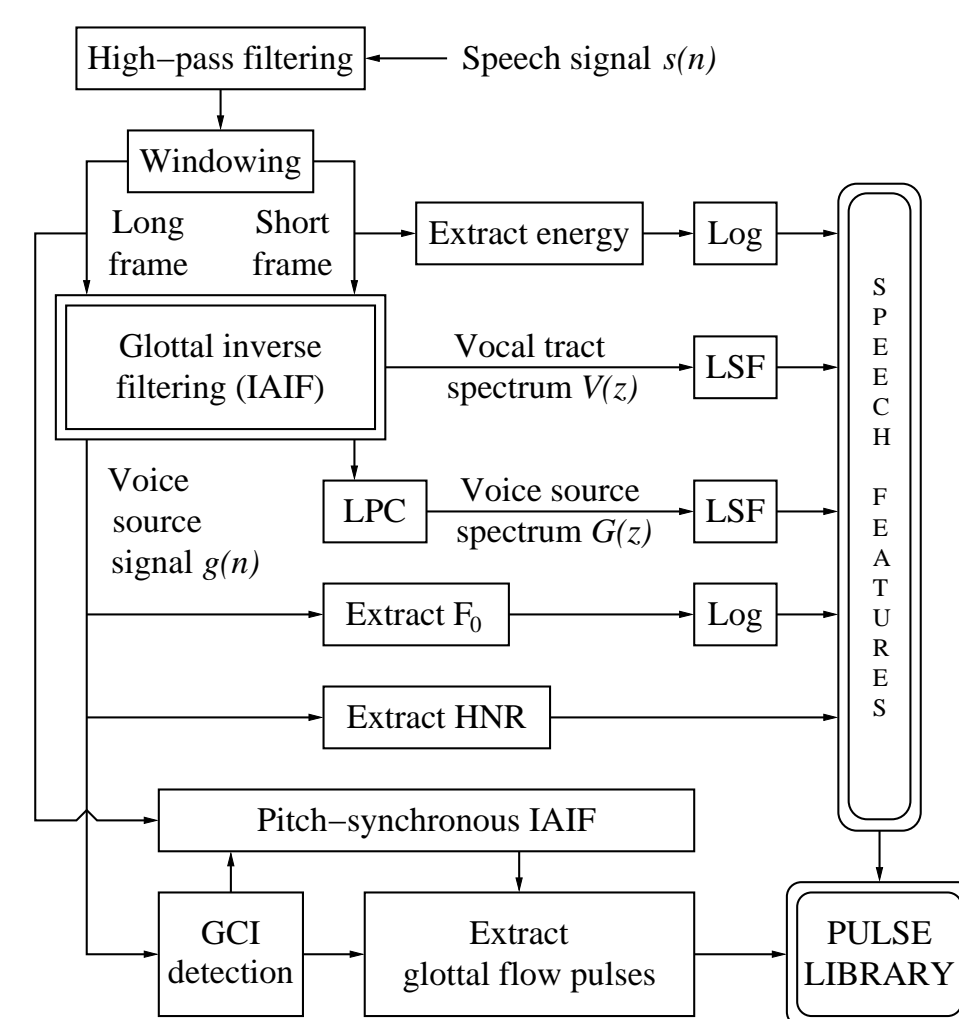 High−pass filtering
Speech signal s(n)
Windowing
Long
frame
Short
frame
Extract energy
Log
Glottal inverse
filtering (IAIF)
Vocal tract
spectrum V(z)
LSF
Voice
source
signal g(n)
LPC
Voice source
spectrum G(z)
LSF
Extract F₀
Log
Extract HNR
SPEECH FEATURES
Pitch−synchronous IAIF
GCI
detection
Extract
glottal flow pulses
PULSE
LIBRARY